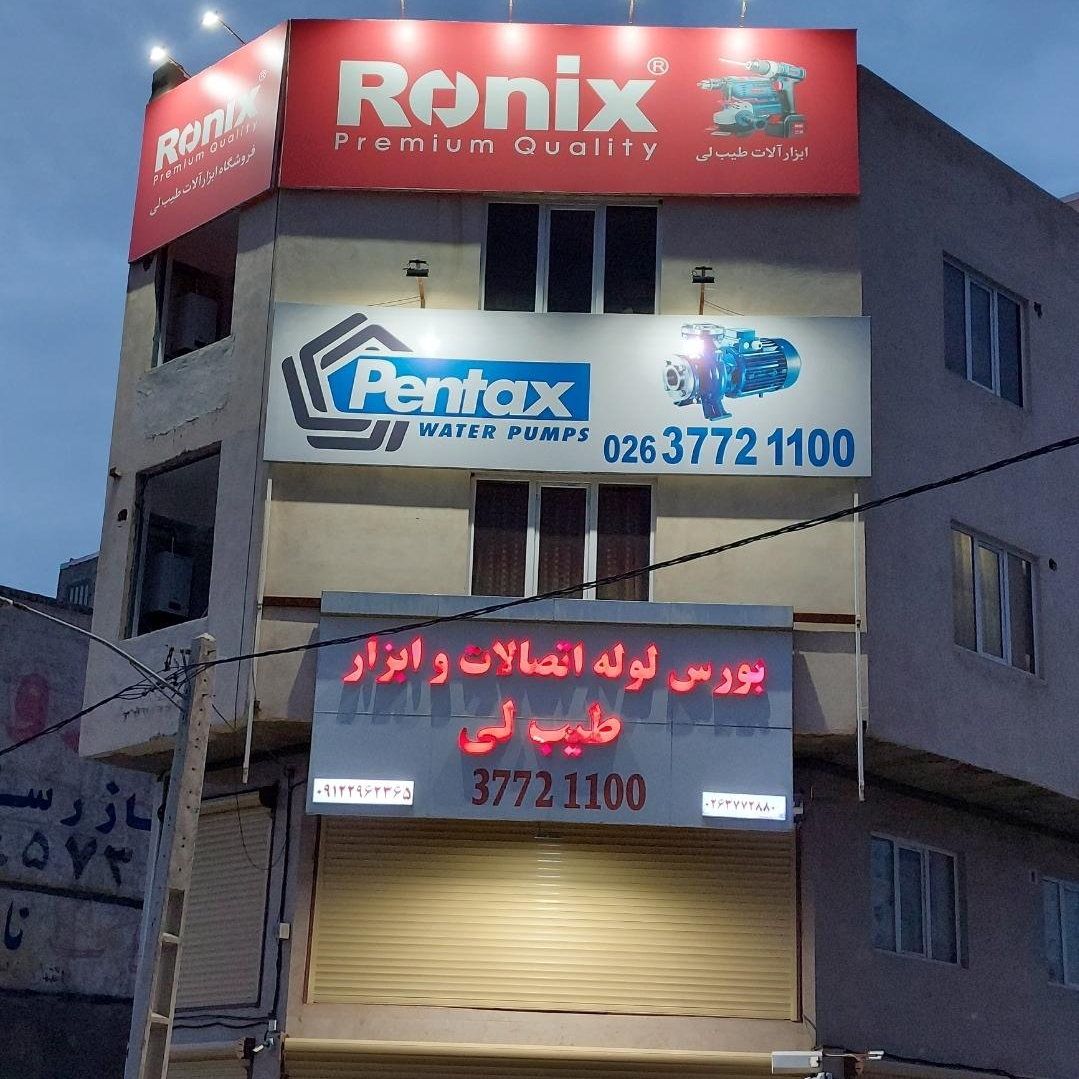 Ronix®
Premium Quality
فروشگاه ابزارآلات طیب لی
Ronix®
Premium Quality
ابزارآلات طیب لی
Pentax
WATER PUMPS
026 3772 1100
بورس لوله اتصالات و ابزار
طیب لی
3772 1100
۰۹۱۲۲۹۶۲۳۶۵
۰۲۶۳۷۷۲۸۸۰